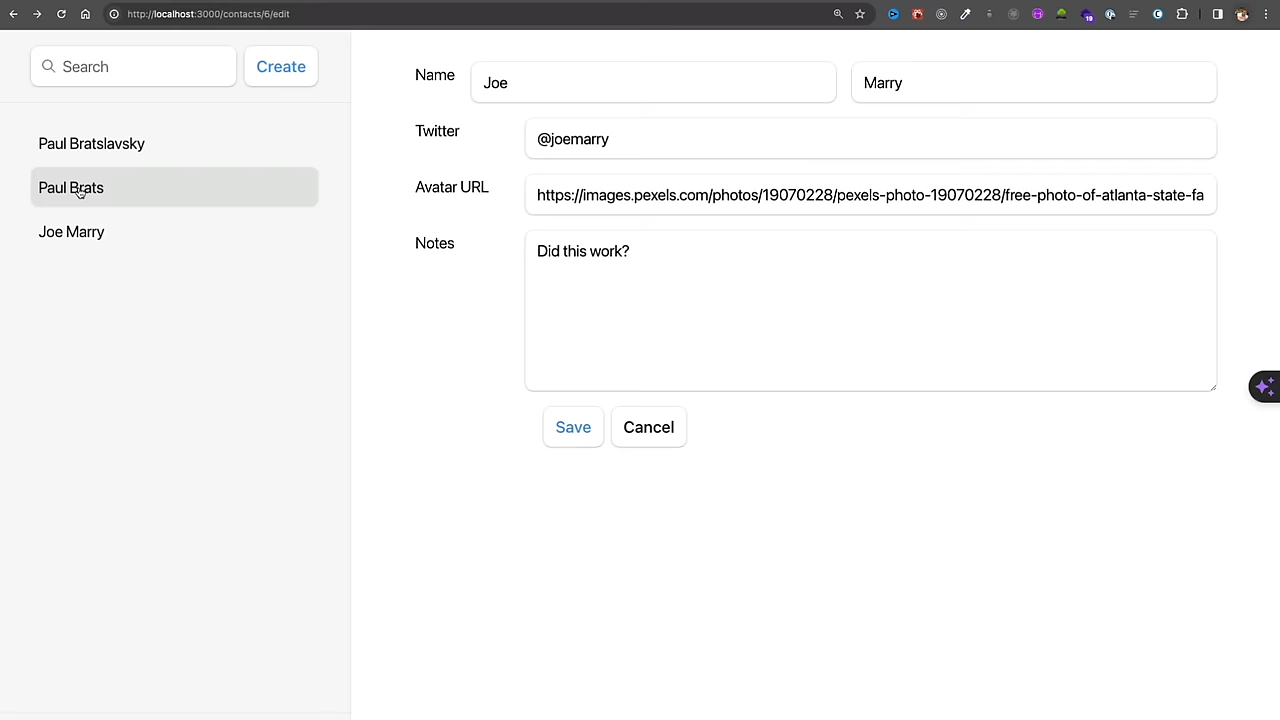 http://localhost:3000/contacts/6/edit
19
Search
Create
Paul Bratslavsky
Paul Brats
Joe Marry
Name
Joe
Marry
Twitter
@joemarry
Avatar URL
https://images.pexels.com/photos/19070228/pexels-photo-19070228/free-photo-of-atlanta-state-fa
Notes
Did this work?
Save
Cancel